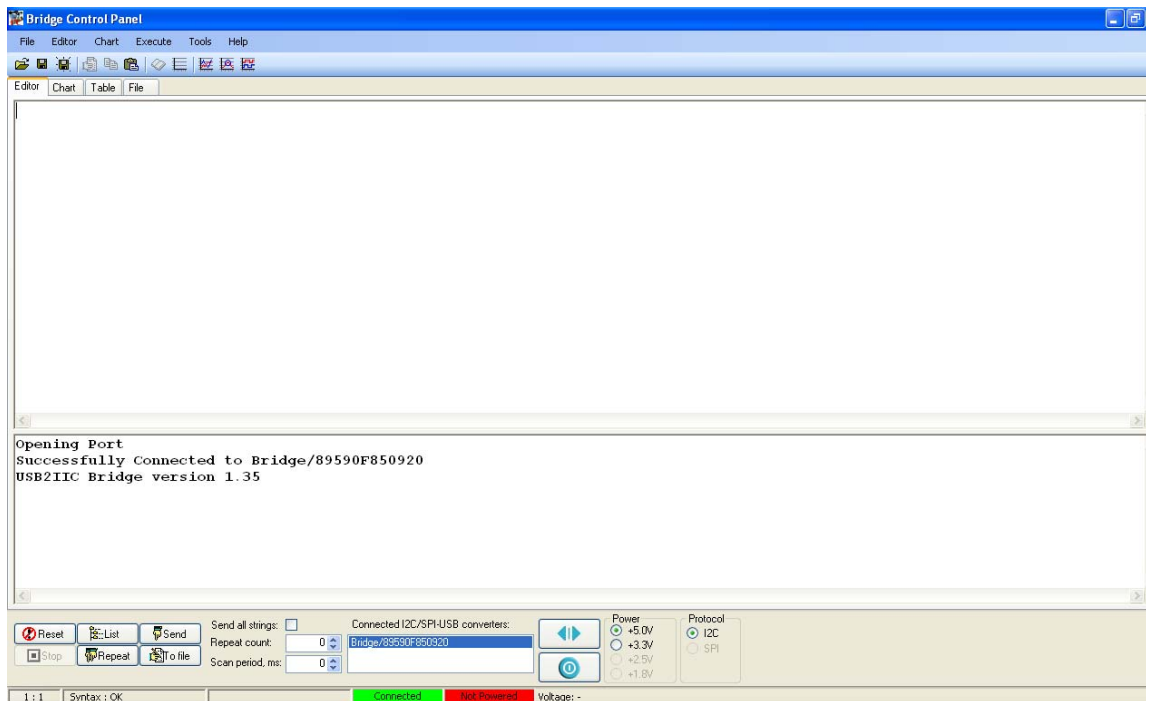 Bridge Control Panel
File Editor Chart Execute Tools Help
Editor Chart Table File
Opening Port
Successfully Connected to Bridge/89590F850920
USB2IIC Bridge version 1.35
Reset List Send
Stop Repeat To file
Send all strings:
Repeat count: 0
Scan period, ms: 0
Connected I2C/SPI-USB converters:
Bridge/89590F850920
Power
+5.0V
+3.3V
+2.5V
+1.8V
Protocol
I2C
SPI
1 : 1 Syntax : OK Connected Not Powered Voltage: -